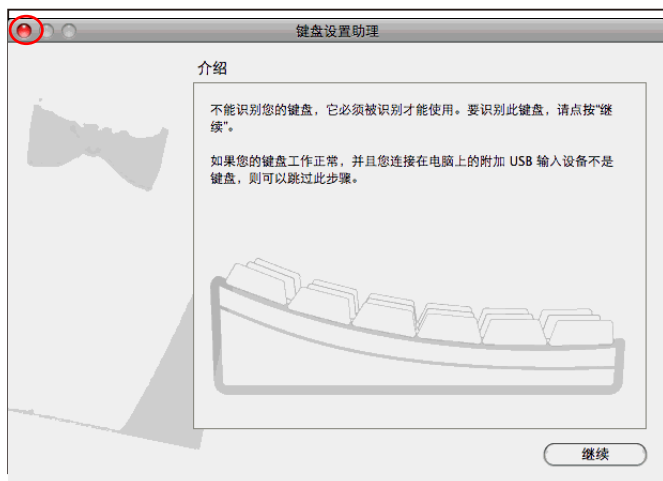 键盘设置助理
介绍
不能识别您的键盘，它必须被识别才能使用。要识别此键盘，请点按"继
续"。
如果您的键盘工作正常，并且您连接在电脑上的附加 USB 输入设备不是
键盘，则可以跳过此步骤。
继续